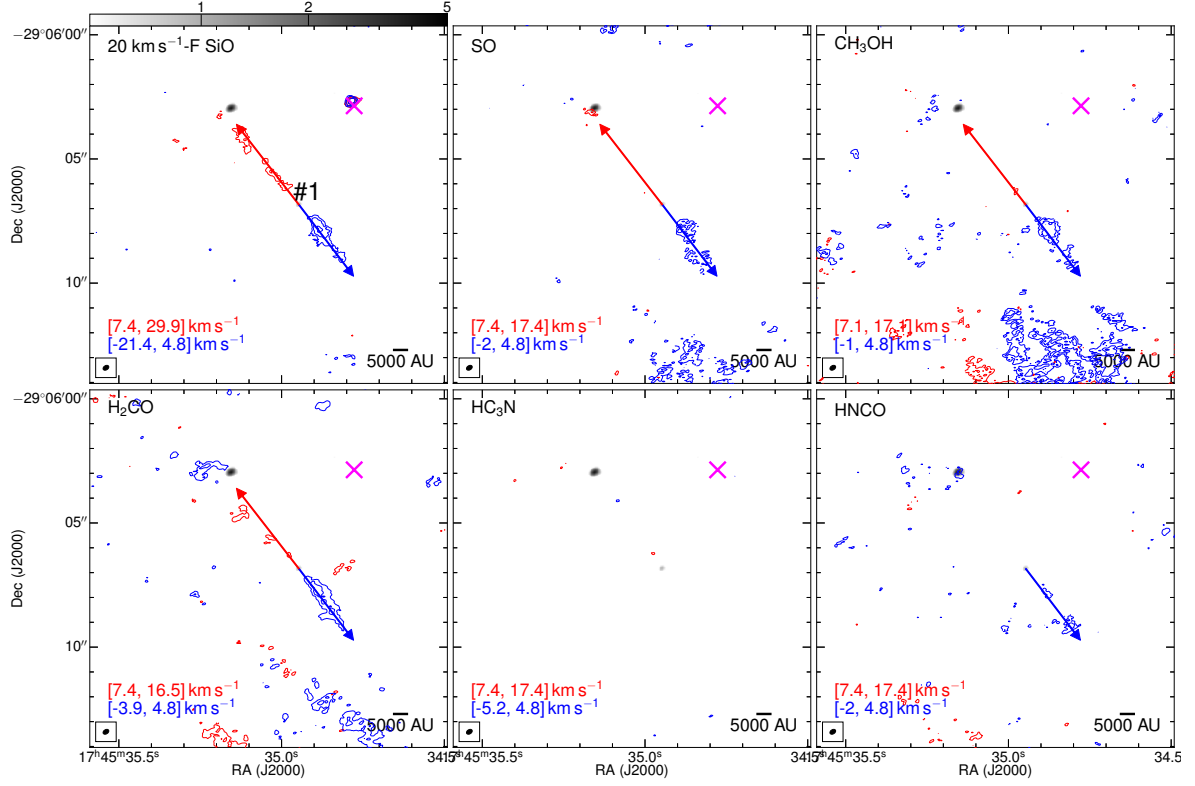 1 2 5
−29°06′00″
20 km s−1-F SiO
SO
CH3OH
05″
#1
Dec (J2000)
10″
[7.4, 29.9] km s−1
[-21.4, 4.8] km s−1
5000 AU
[7.4, 17.4] km s−1
[-2, 4.8] km s−1
5000 AU
[7.1, 17.1] km s−1
[-1, 4.8] km s−1
5000 AU
−29°06′00″
H2CO
HC3N
HNCO
05″
Dec (J2000)
10″
[7.4, 16.5] km s−1
[-3.9, 4.8] km s−1
5000 AU
[7.4, 17.4] km s−1
[-5.2, 4.8] km s−1
5000 AU
[7.4, 17.4] km s−1
[-2, 4.8] km s−1
5000 AU
17h45m35.5s 35.0s 35.0s 35.0s 34.5
RA (J2000) RA (J2000) RA (J2000)